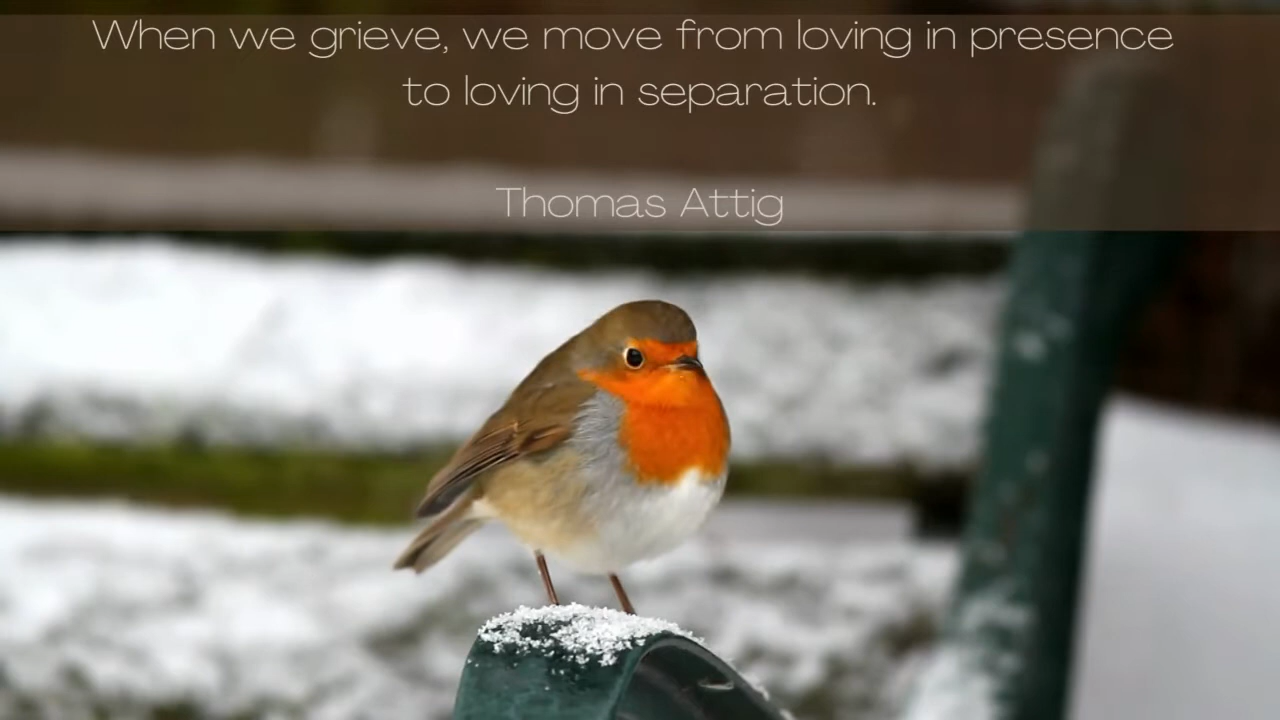 When we grieve, we move from loving in presence
to loving in separation.
Thomas Attig